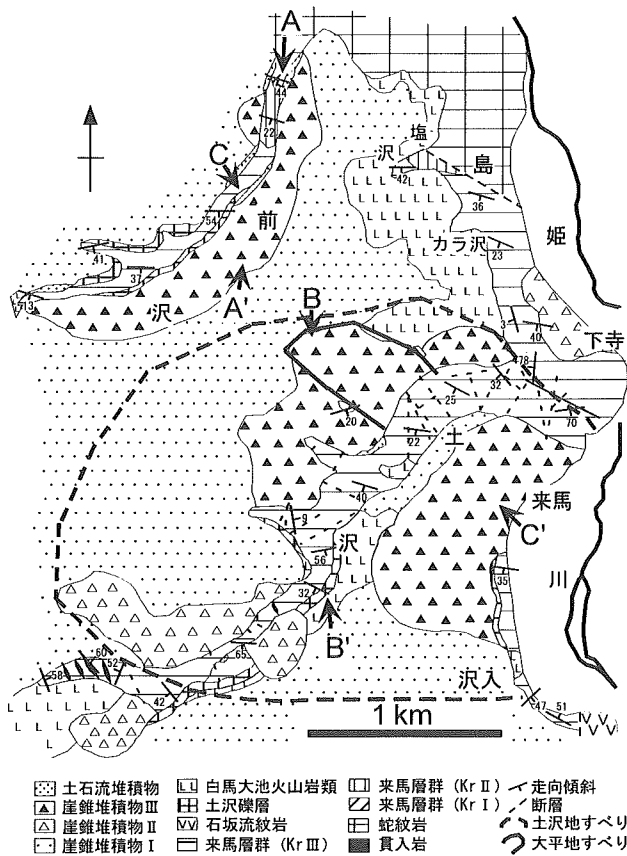 A
44
22
塩
沢
42
島
36
C
54
前
カラ沢
23
姫
41
37
A'
73
沢
B
3
40
下寺
78
32
25
70
20
22
土
来馬
40
9
C'
沢
56
35
川
32
B'
65
60
52
58
42
沢入
47
51
1 km
土石流堆積物
白馬大池火山岩類
来馬層群 (Kr II)
走向傾斜
崖錐堆積物III
土沢礫層
来馬層群 (Kr I)
断層
崖錐堆積物II
石坂流紋岩
蛇紋岩
土沢地すべり
崖錐堆積物I
来馬層群 (Kr III)
貫入岩
大平地すべり